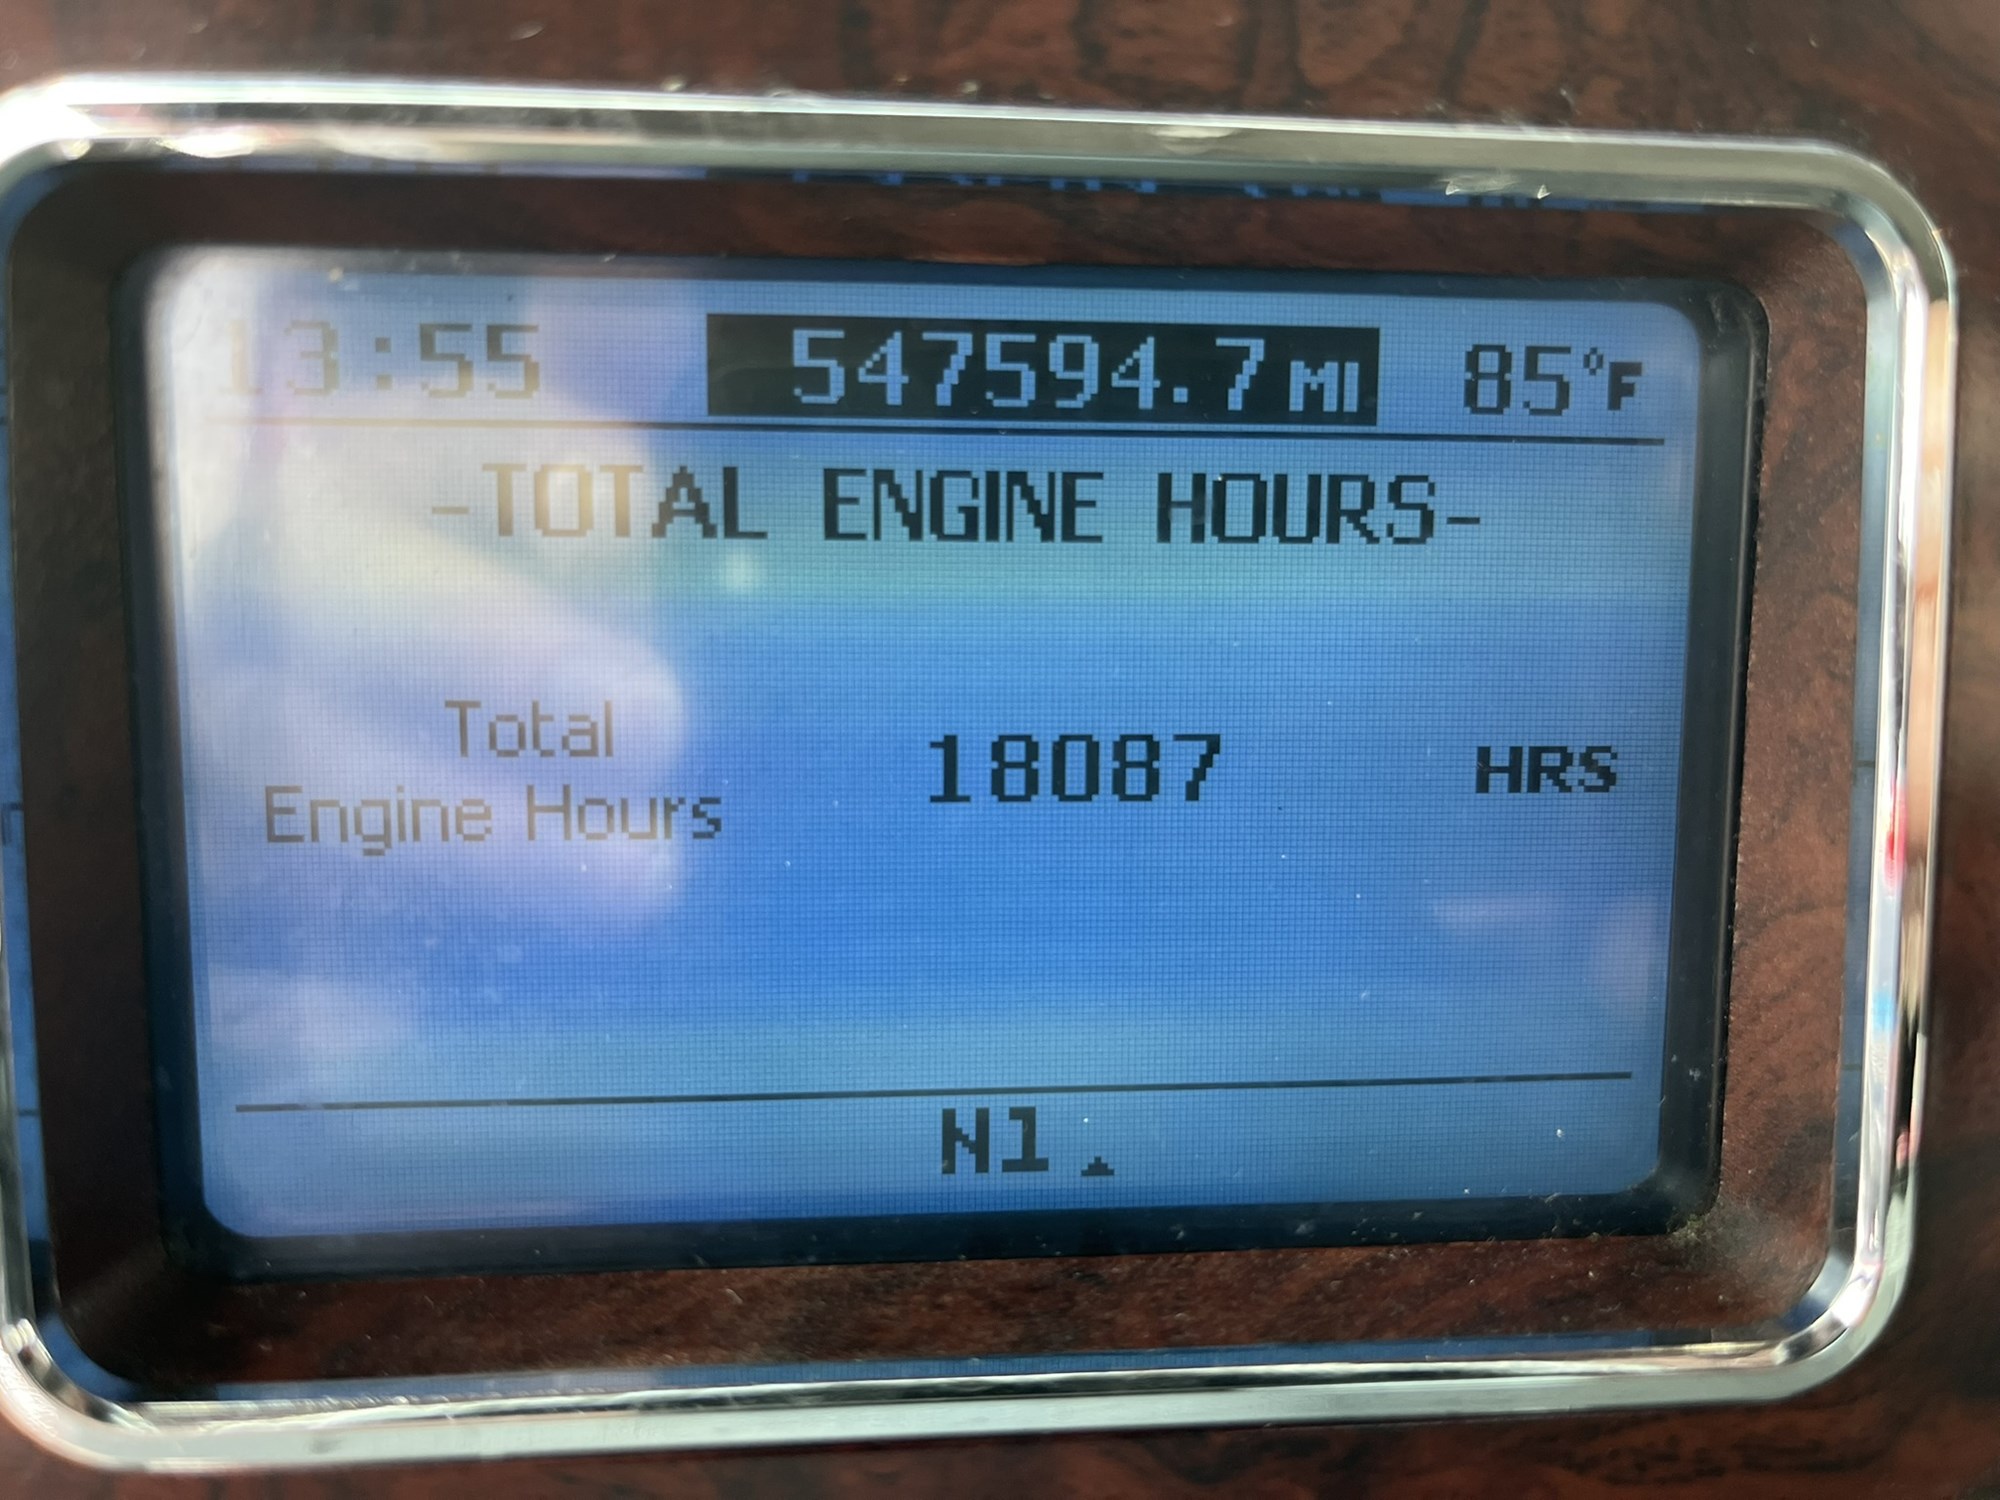 13:55 547594.7 MI 85°F
-TOTAL ENGINE HOURS-
Total
Engine Hours 18087 HRS
N1